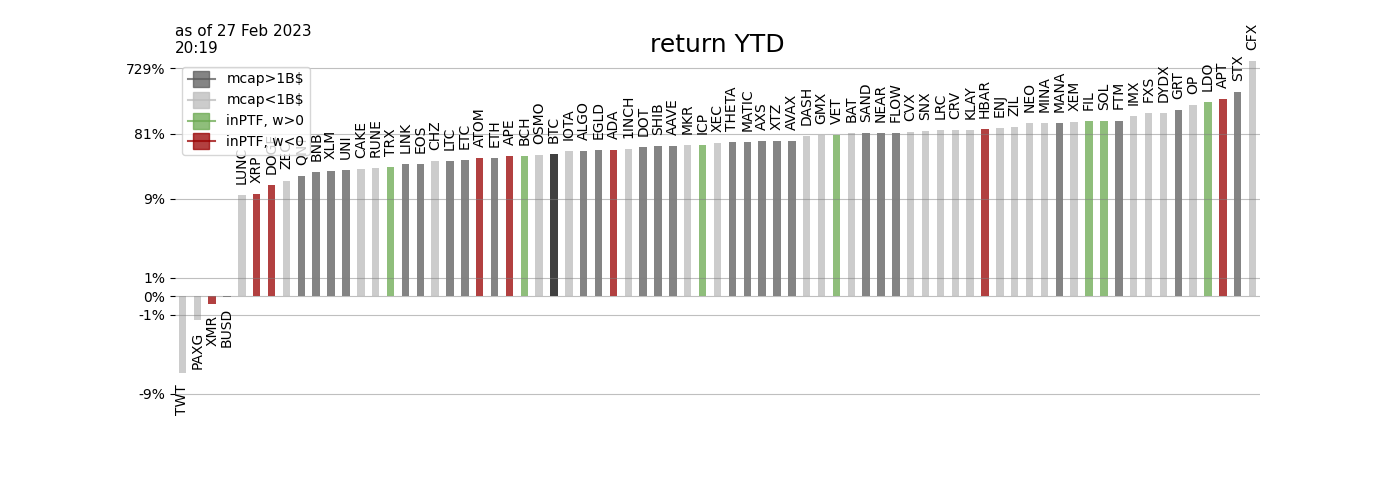 as of 27 Feb 2023
20:19
return YTD
729%
81%
9%
1%
0%
-1%
-9%
mcap>1B$
mcap<1B$
inPTF, w>0
inPTF, w<0
TWT
PAXG
XMR
BUSD
LUNC
XRP
DOGE
ZEC
QNT
BNB
XLM
UNI
CAKE
RUNE
TRX
LINK
EOS
CHZ
LTC
ETC
ATOM
ETH
APE
BCH
OSMO
BTC
IOTA
ALGO
EGLD
ADA
1INCH
DOT
SHIB
AAVE
MKR
ICP
XEC
THETA
MATIC
AXS
XTZ
AVAX
DASH
GMX
VET
BAT
SAND
NEAR
FLOW
CVX
SNX
LRC
CRV
KLAY
HBAR
ENJ
ZIL
NEO
MINA
MANA
XEM
FIL
SOL
FTM
IMX
FXS
DYDX
GRT
OP
LDO
APT
STX
CFX